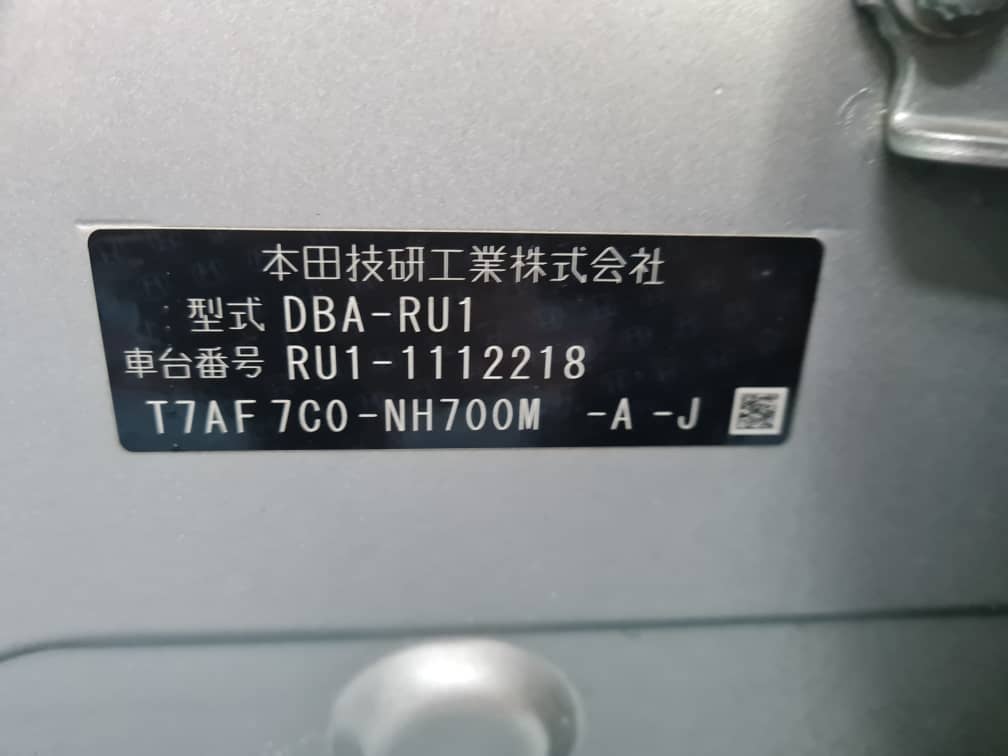 本田技研工業株式会社
型式 DBA-RU1
車台番号 RU1-1112218
T7AF 7C0-NH700M -A -J